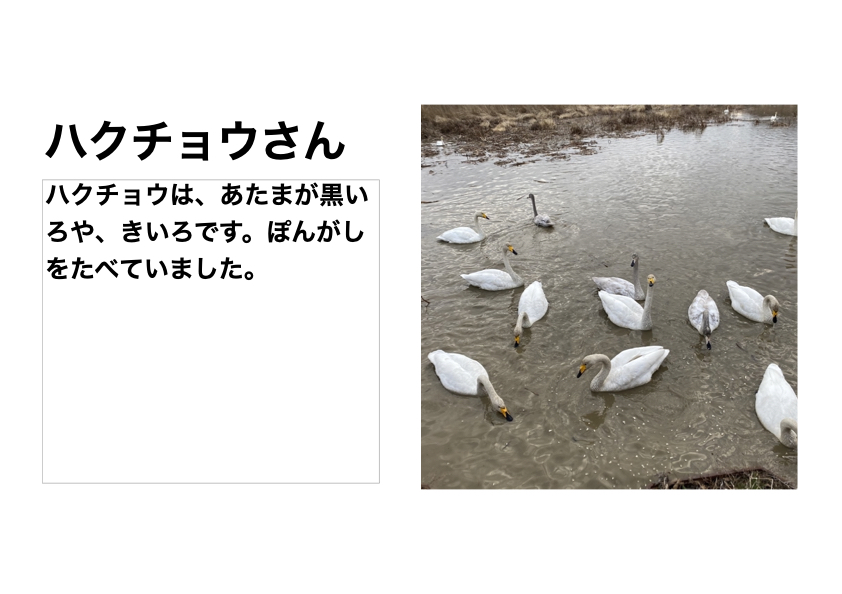 ハクチョウさん
ハクチョウは、あたまが黒い
ろや、きいろです。ぽんがし
をたべていました。